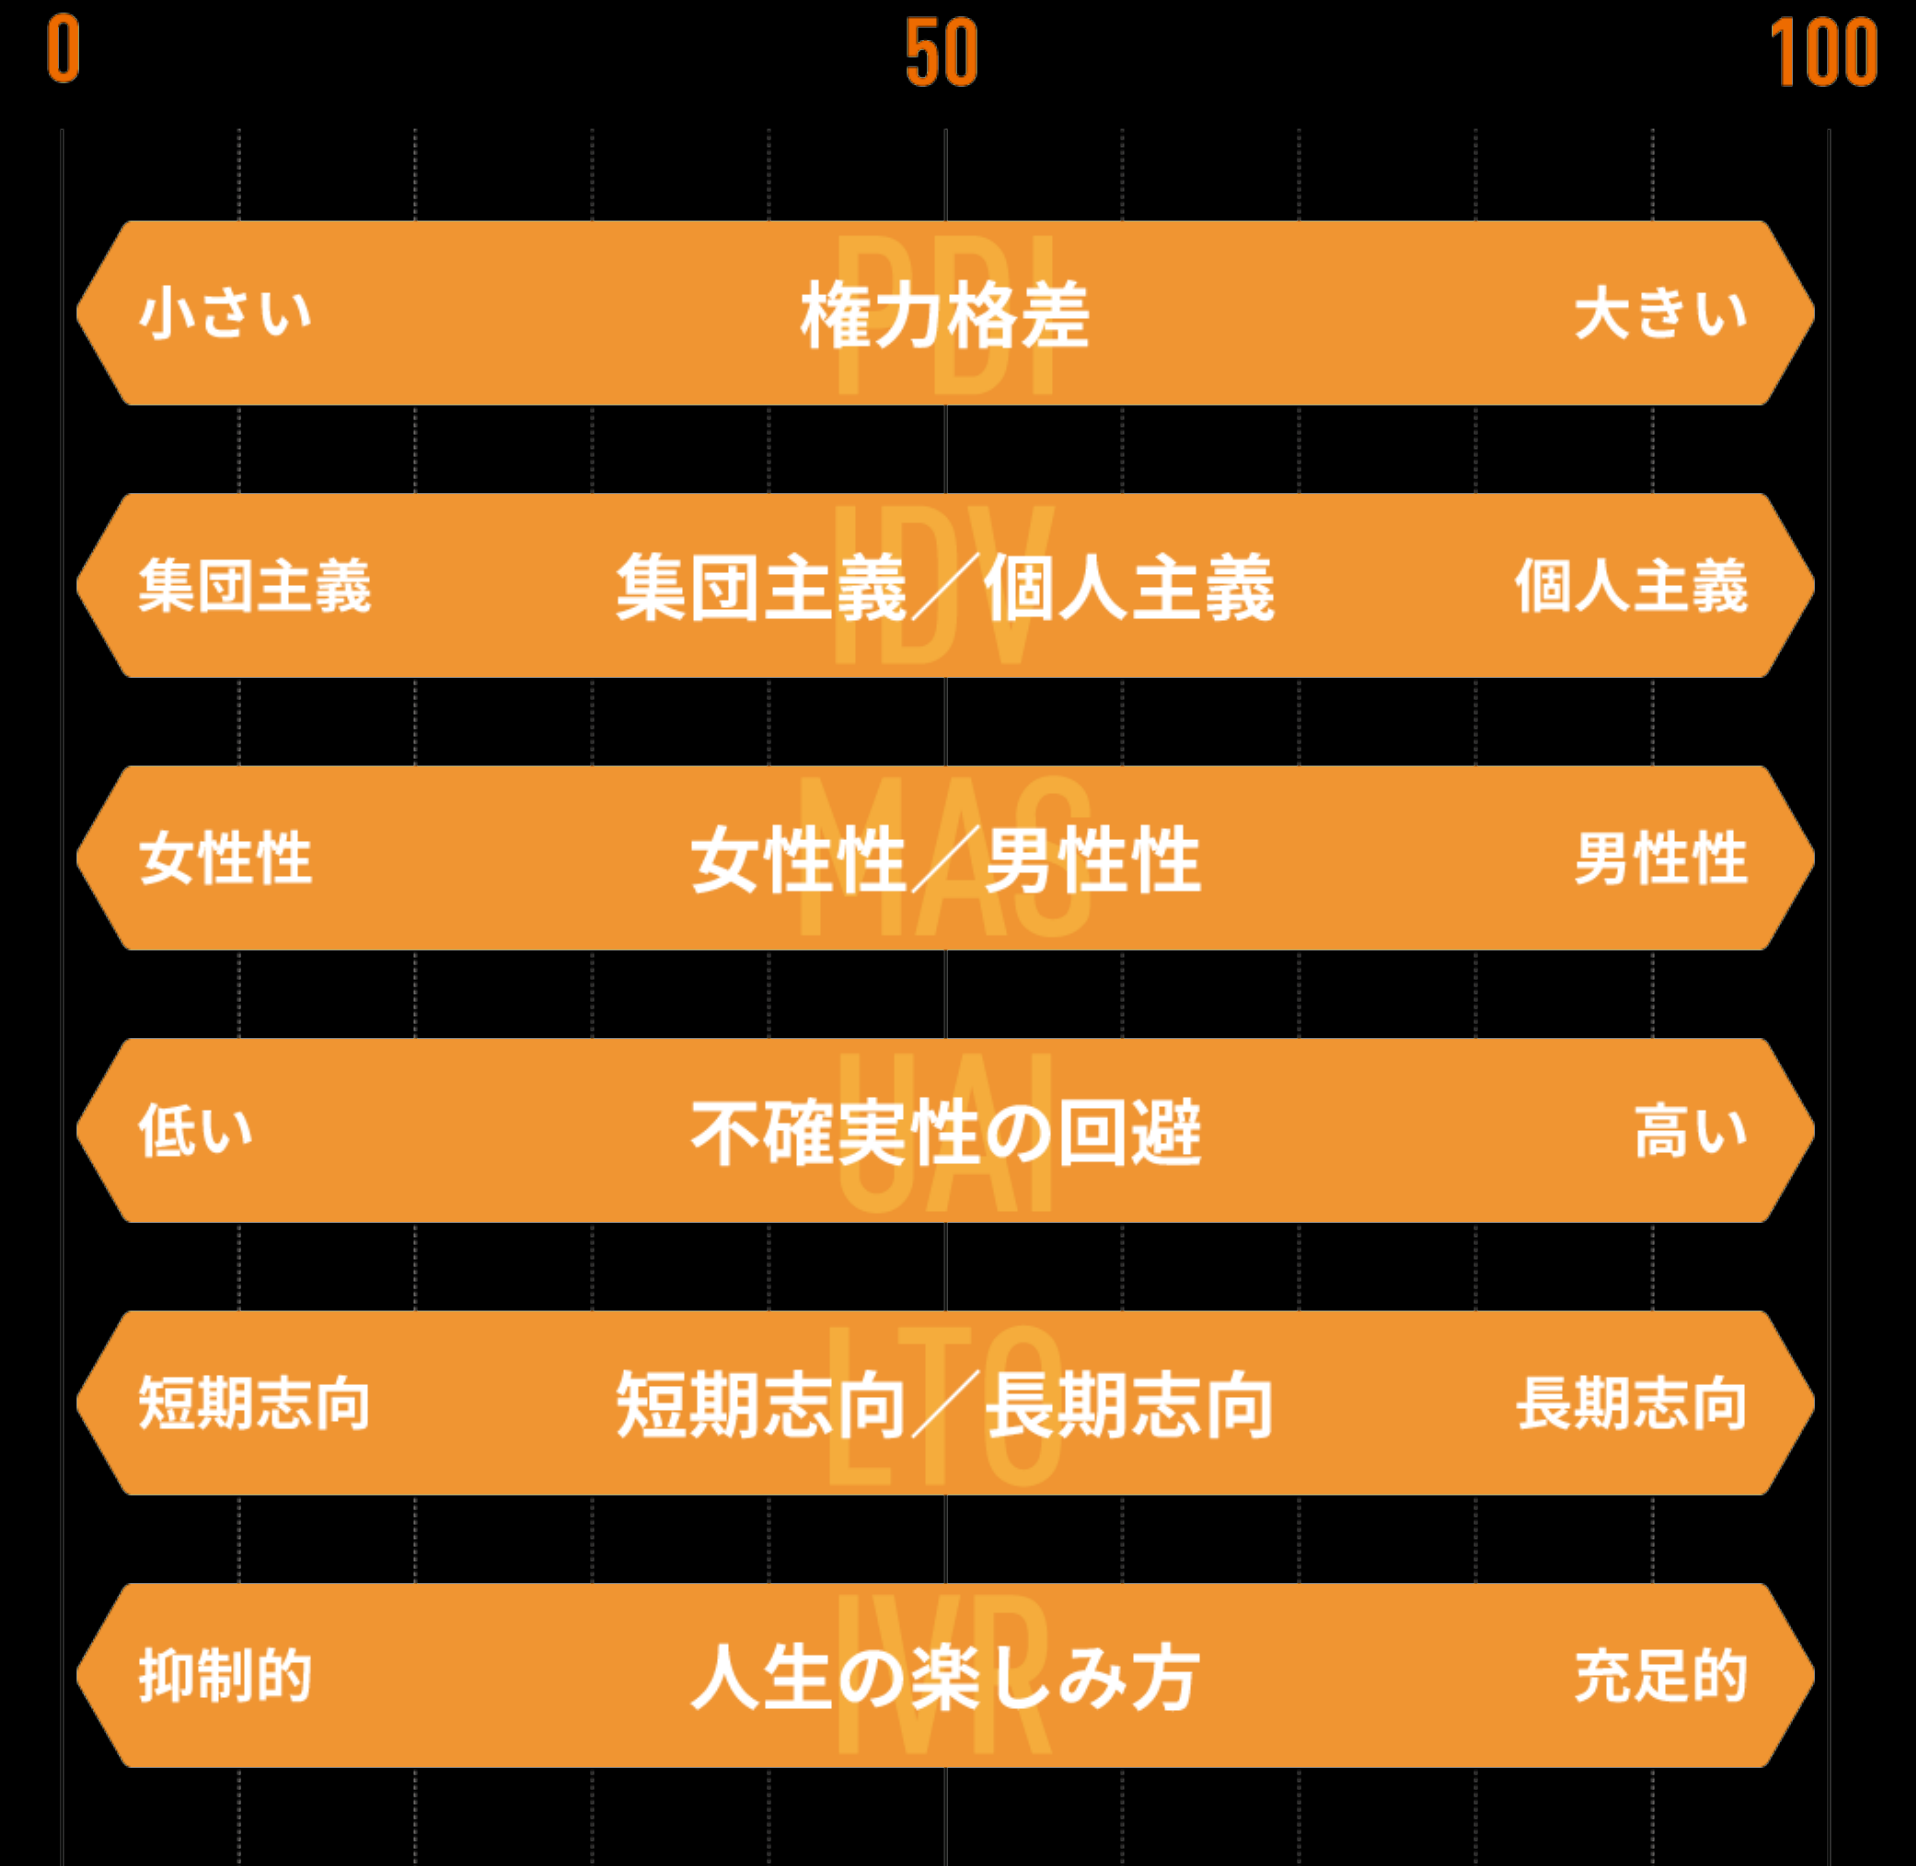 0 50 100
PDI
小さい 権力格差 大きい
IDV
集団主義 集団主義／個人主義 個人主義
MAS
女性性 女性性／男性性 男性性
UAI
低い 不確実性の回避 高い
LTO
短期志向 短期志向／長期志向 長期志向
IVR
抑制的 人生の楽しみ方 充足的